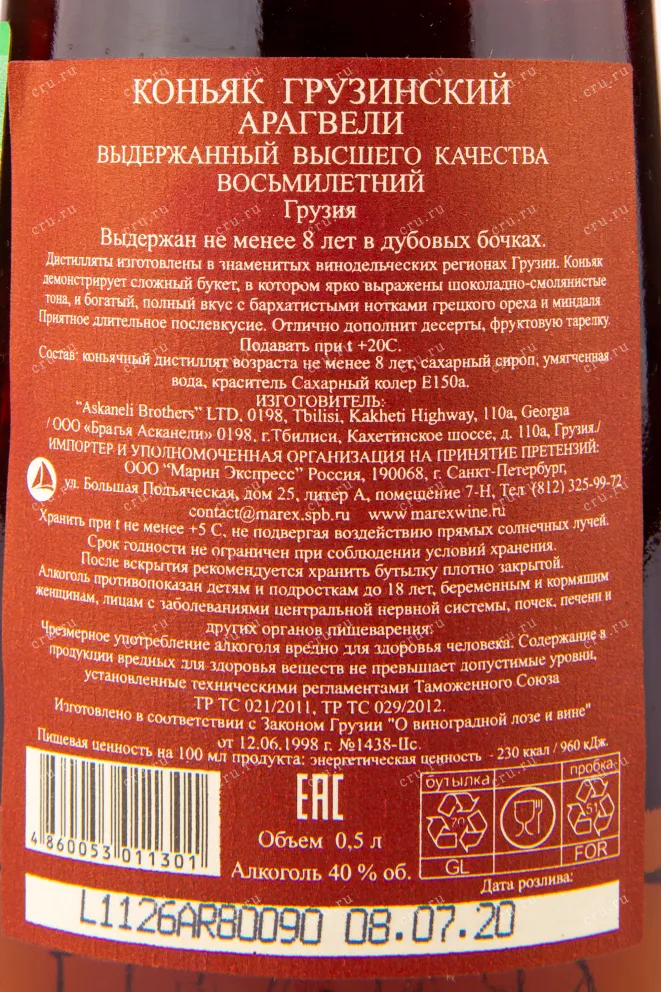 КОНЬЯК ГРУЗИНСКИЙ
АРАГВЕЛИ
ВЫДЕРЖАННЫЙ ВЫСШЕГО КАЧЕСТВА
ВОСЬМИЛЕТНИЙ
Грузия
Выдержан не менее 8 лет в дубовых бочках.
Дистилляты изготовлены в знаменитых винодельческих регионах Грузии. Коньяк
демонстрирует сложный букет, в котором ярко выражены шоколадно-смолянистые
тона, и богатый, полный вкус с бархатистыми нотками грецкого ореха и миндаля
Приятное длительное послевкусие. Отлично дополнит десерты, фруктовую тарелку.
Подавать при t +20С.
Состав: коньячный дистиллят возраста не менее 8 лет, сахарный сироп, умягченная
вода, краситель Сахарный колер Е150а.
ИЗГОТОВИТЕЛЬ:
"Askaneli Brothers" LTD. 0198, Tbilisi, Kakheti Highway, 110a, Georgia
/ ООО «Братья Асканели» 0198, г.Тбилиси, Кахетинское шоссе, д. 110а, Грузия./
ИМПОРТЕР И УПОЛНОМОЧЕННАЯ ОРГАНИЗАЦИЯ НА ПРИНЯТИЕ ПРЕТЕНЗИЙ:
ООО "Марин Экспресс" Россия, 190068, г. Санкт-Петербург,
ул. Большая Подъяческая, дом 25, литер А, помещение 7-Н, Тел. (812) 325-99-72
contact@marex.spb.ru www.marexwine.ru
Хранить при t не менее +5 С, не подвергая воздействию прямых солнечных лучей.
Срок годности не ограничен при соблюдении условий хранения.
После вскрытия рекомендуется хранить бутылку плотно закрытой.
Алкоголь противопоказан детям и подросткам до 18 лет, беременным и кормящим
женщинам, лицам с заболеваниями центральной нервной системы, почек, печени и
других органов пищеварения.
Чрезмерное употребление алкоголя вредно для здоровья человека. Содержание в
продукции вредных для здоровья веществ не превышает допустимые уровни,
установленные техническими регламентами Таможенного Союза
ТР ТС 021/2011, ТР ТС 029/2012.
Изготовлено в соответствии с Законом Грузии "О виноградной лозе и вине"
от 12.06.1998 г. №1438-IIс.
Пищевая ценность на 100 мл продукта: энергетическая ценность - 230 ккал / 960 кДж.
4 860053 011301
ЕАС
Объем 0,5 л
Алкоголь 40 % об.
бутылка
70
GL
пробка
51
FOR
Дата розлива:
L1126AR80090 08.07.20
cru.ru